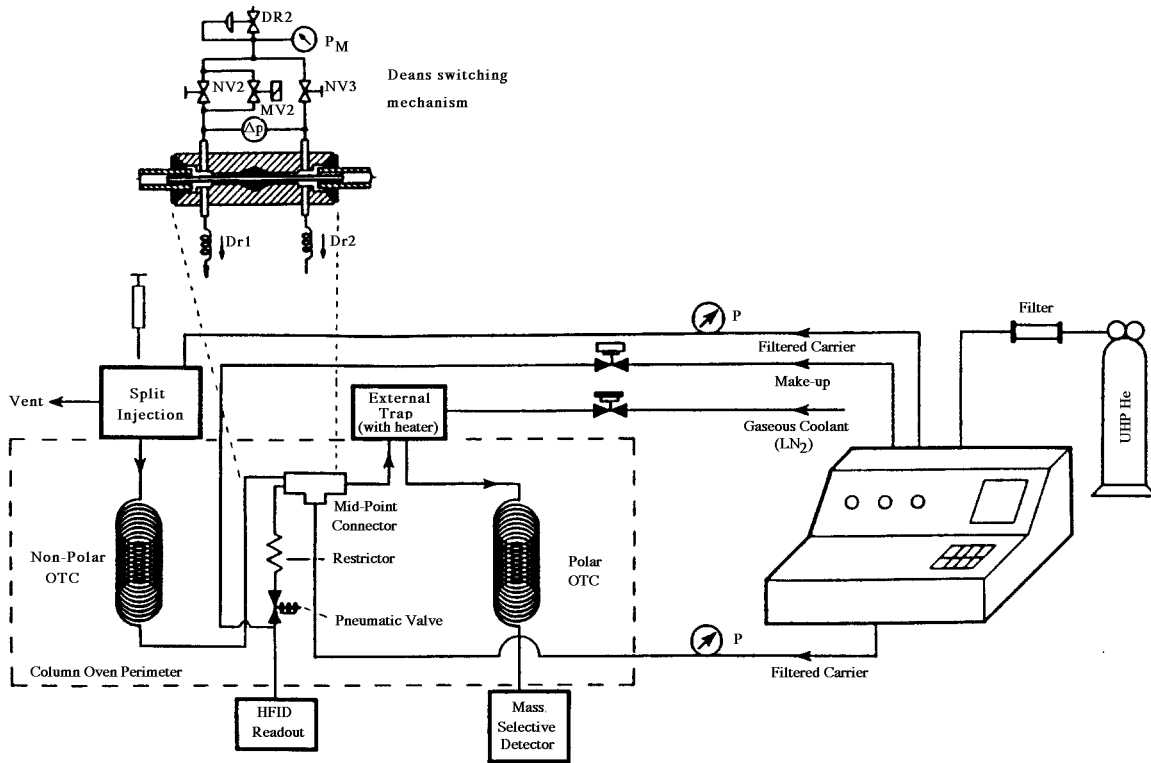 DR2
PM
Deans switching
mechanism
NV2
NV3
MV2
Δp
Dr1
Dr2
P
Filter
Filtered Carrier
Make-up
UHP He
Split
Injection
Vent
External
Trap
(with heater)
Gaseous Coolant
(LN2)
Mid-Point
Connector
Non-Polar
OTC
Restrictor
Polar
OTC
Pneumatic Valve
P
Column Oven Perimeter
Filtered Carrier
HFID
Readout
Mass
Selective
Detector